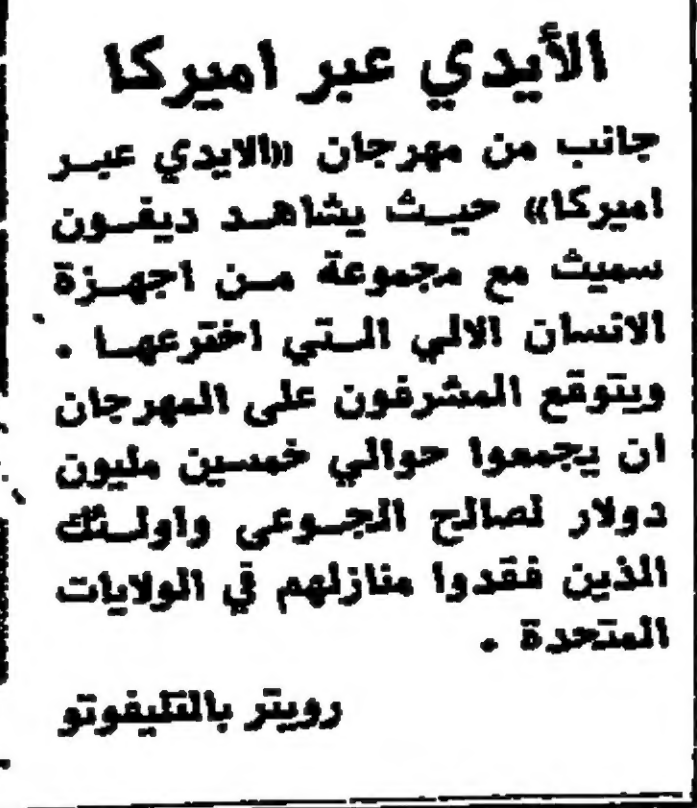 الأيدي عبر اميركا
جانب من مهرجان «الايدي عبر
اميركا» حيث يشاهد ديفون
سميث مع مجموعة من اجهزة
الانسان الالي التي اخترعها .
ويتوقع المشرفون على المهرجان
ان يجمعوا حوالي خمسين مليون
دولار لصالح الجوعى واولئك
الذين فقدوا منازلهم في الولايات
المتحدة .
رويتر بالتليفوتو